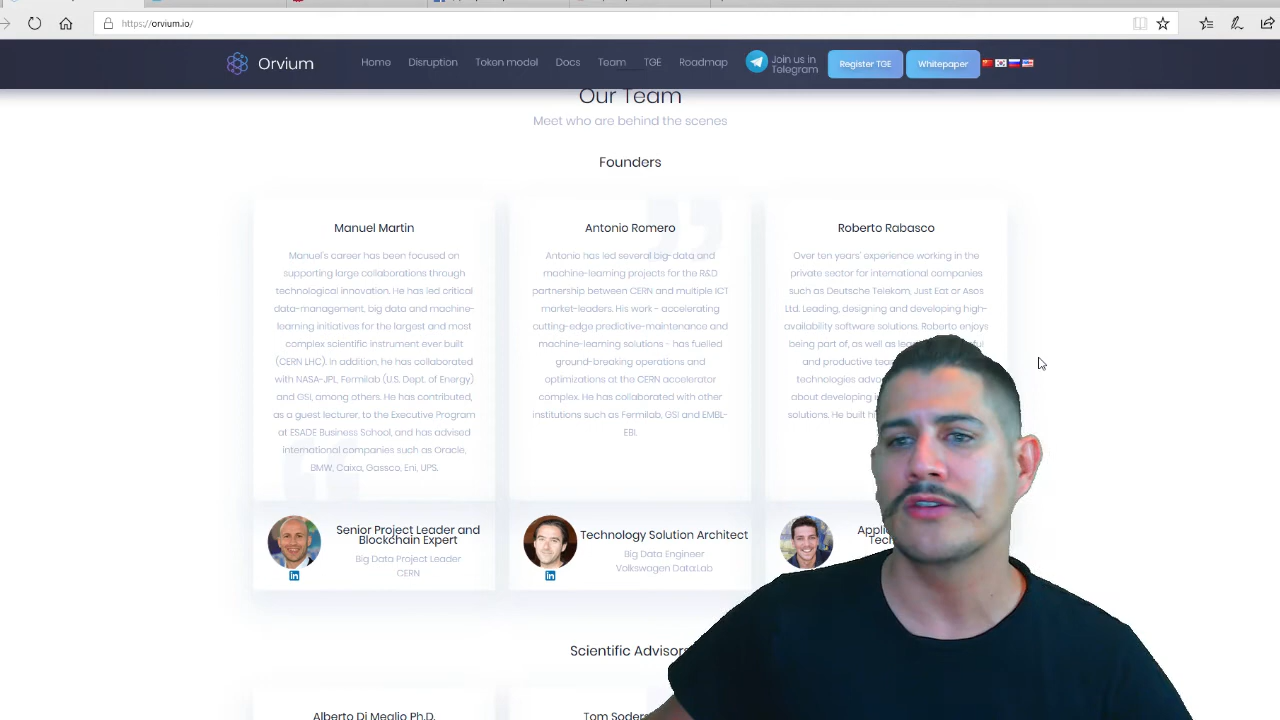 https://orvium.io/
Orvium
Home
Disruption
Token model
Docs
Team
TGE
Roadmap
Join us in
Telegram
Register TGE
Whitepaper
Our Team
Meet who are behind the scenes
Founders
Manuel Martin
Manuel's career has been focused on
supporting large collaborations through
technological innovation. He has led critical
data-management, big data and machine-
learning initiatives for the largest and most
complex scientific instrument ever built
(CERN LHC). In addition, he has collaborated
with NASA-JPL, Fermilab (U.S. Dept. of Energy)
and GSI, among others. He has contributed,
as a guest lecturer, to the Executive Program
at ESADE Business School, and has advised
international companies such as Oracle,
BMW, Caixa, Gassco, Eni, UPS.
Senior Project Leader and
Blockchain Expert
Big Data Project Leader
CERN
Antonio Romero
Antonio has led several big-data and
machine-learning projects for the R&D
partnership between CERN and multiple ICT
market-leaders. His work - accelerating
cutting-edge predictive-maintenance and
machine-learning solutions - has fuelled
ground-breaking operations and
optimizations at the CERN accelerator
complex. He has collaborated with other
institutions such as Fermilab, GSI and EMBL-
EBI.
Technology Solution Architect
Big Data Engineer
Volkswagen Data:Lab
Roberto Rabasco
Over ten years' experience working in the
private sector for international companies
such as Deutsche Telekom, Just Eat or Asos
Ltd. Leading, designing and developing high-
availability software solutions. Roberto enjoys
being part of, as well as
and productive
technologies
about developing
solutions. He built
Scientific
Alberto Di Meglio Ph.D.
Tom